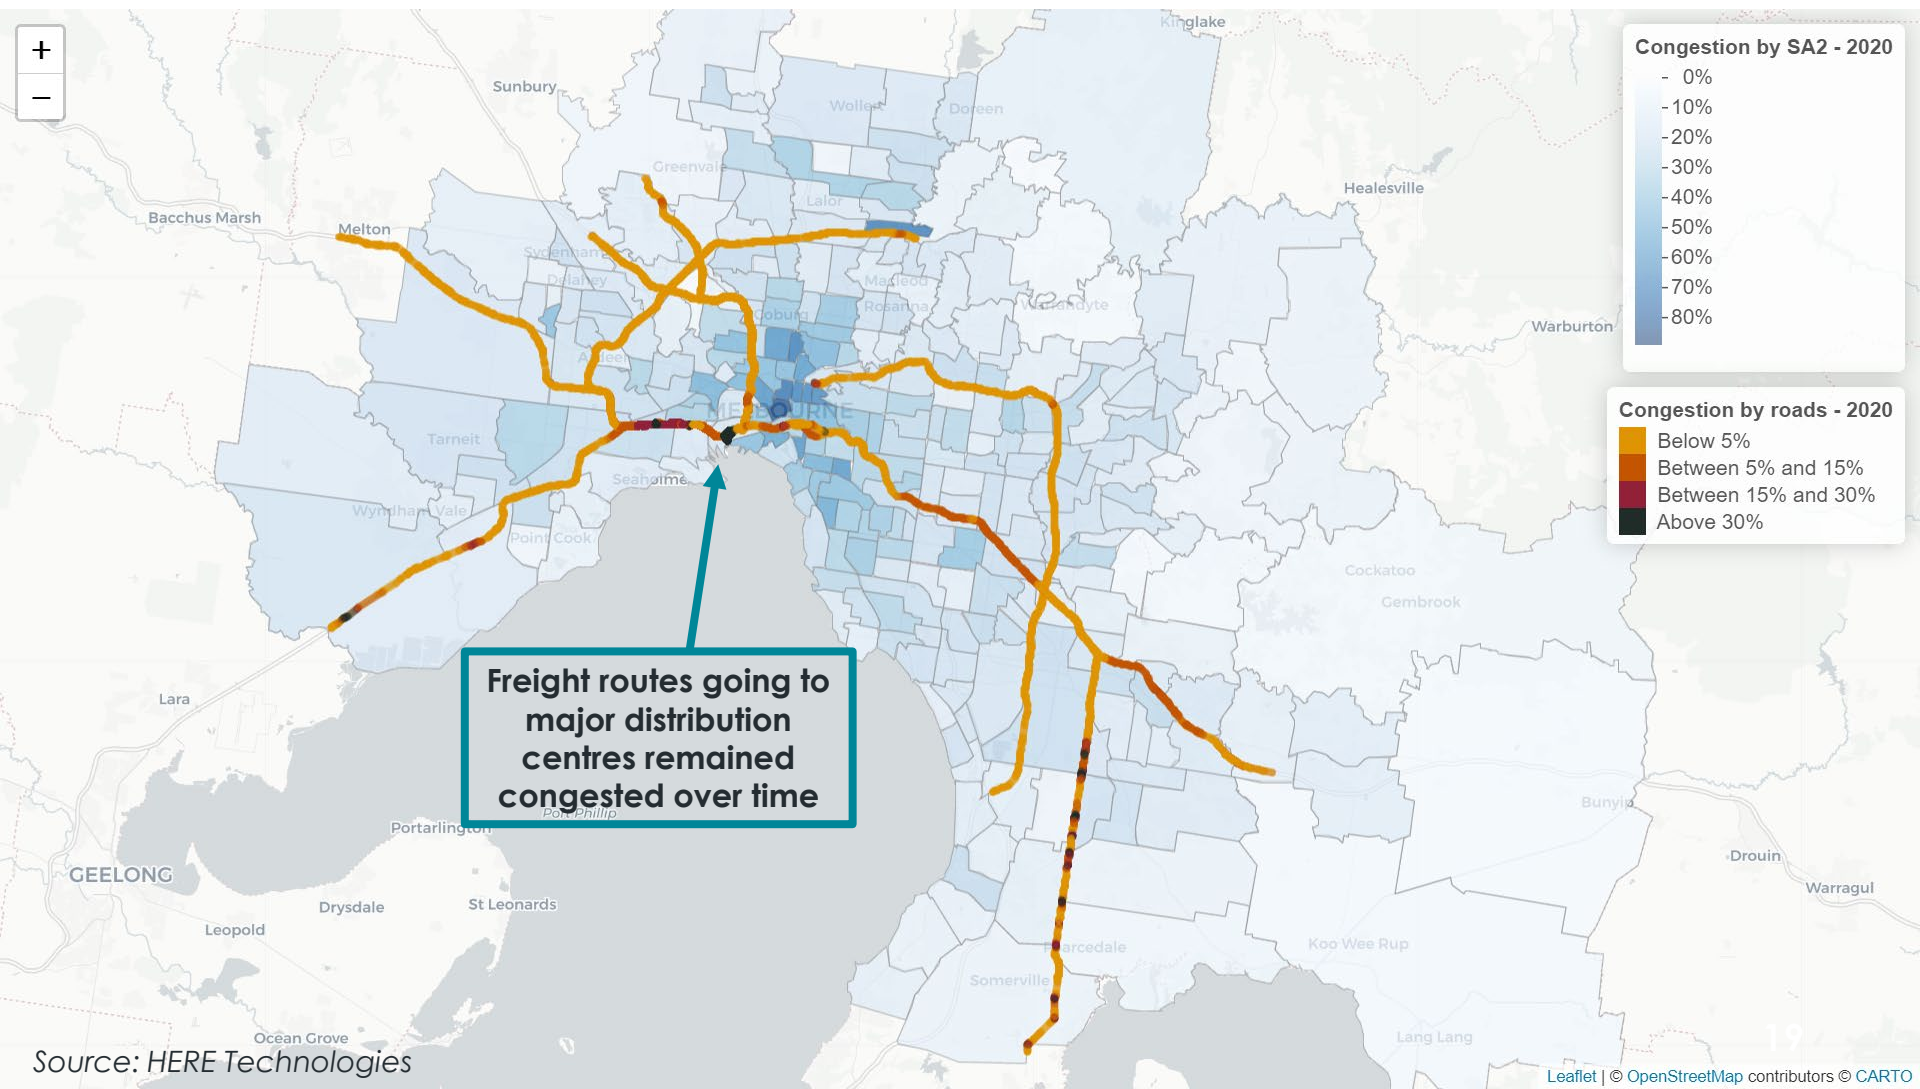 +
−
Kinglake
Sunbury
Wollert
Doreen
Greenvale
Healesville
Lalor
Bacchus Marsh
Melton
Sydenham
Delahey
Macleod
Rosanna
Warrandyte
Coburg
Warburton
Ardeer
MELBOURNE
Tarneit
Seaholme
Wyndham Vale
Point Cook
Cockatoo
Gembrook
Freight routes going to
major distribution
centres remained
congested over time
Lara
Port Phillip
Portarlington
Bunyip
GEELONG
Drouin
Warragul
Drysdale
St Leonards
Leopold
Pearcedale
Koo Wee Rup
Somerville
Ocean Grove
Lang Lang
19
Source: HERE Technologies
Congestion by SA2 - 2020
0%
10%
20%
30%
40%
50%
60%
70%
80%
Congestion by roads - 2020
Below 5%
Between 5% and 15%
Between 15% and 30%
Above 30%
Leaflet | © OpenStreetMap contributors © CARTO